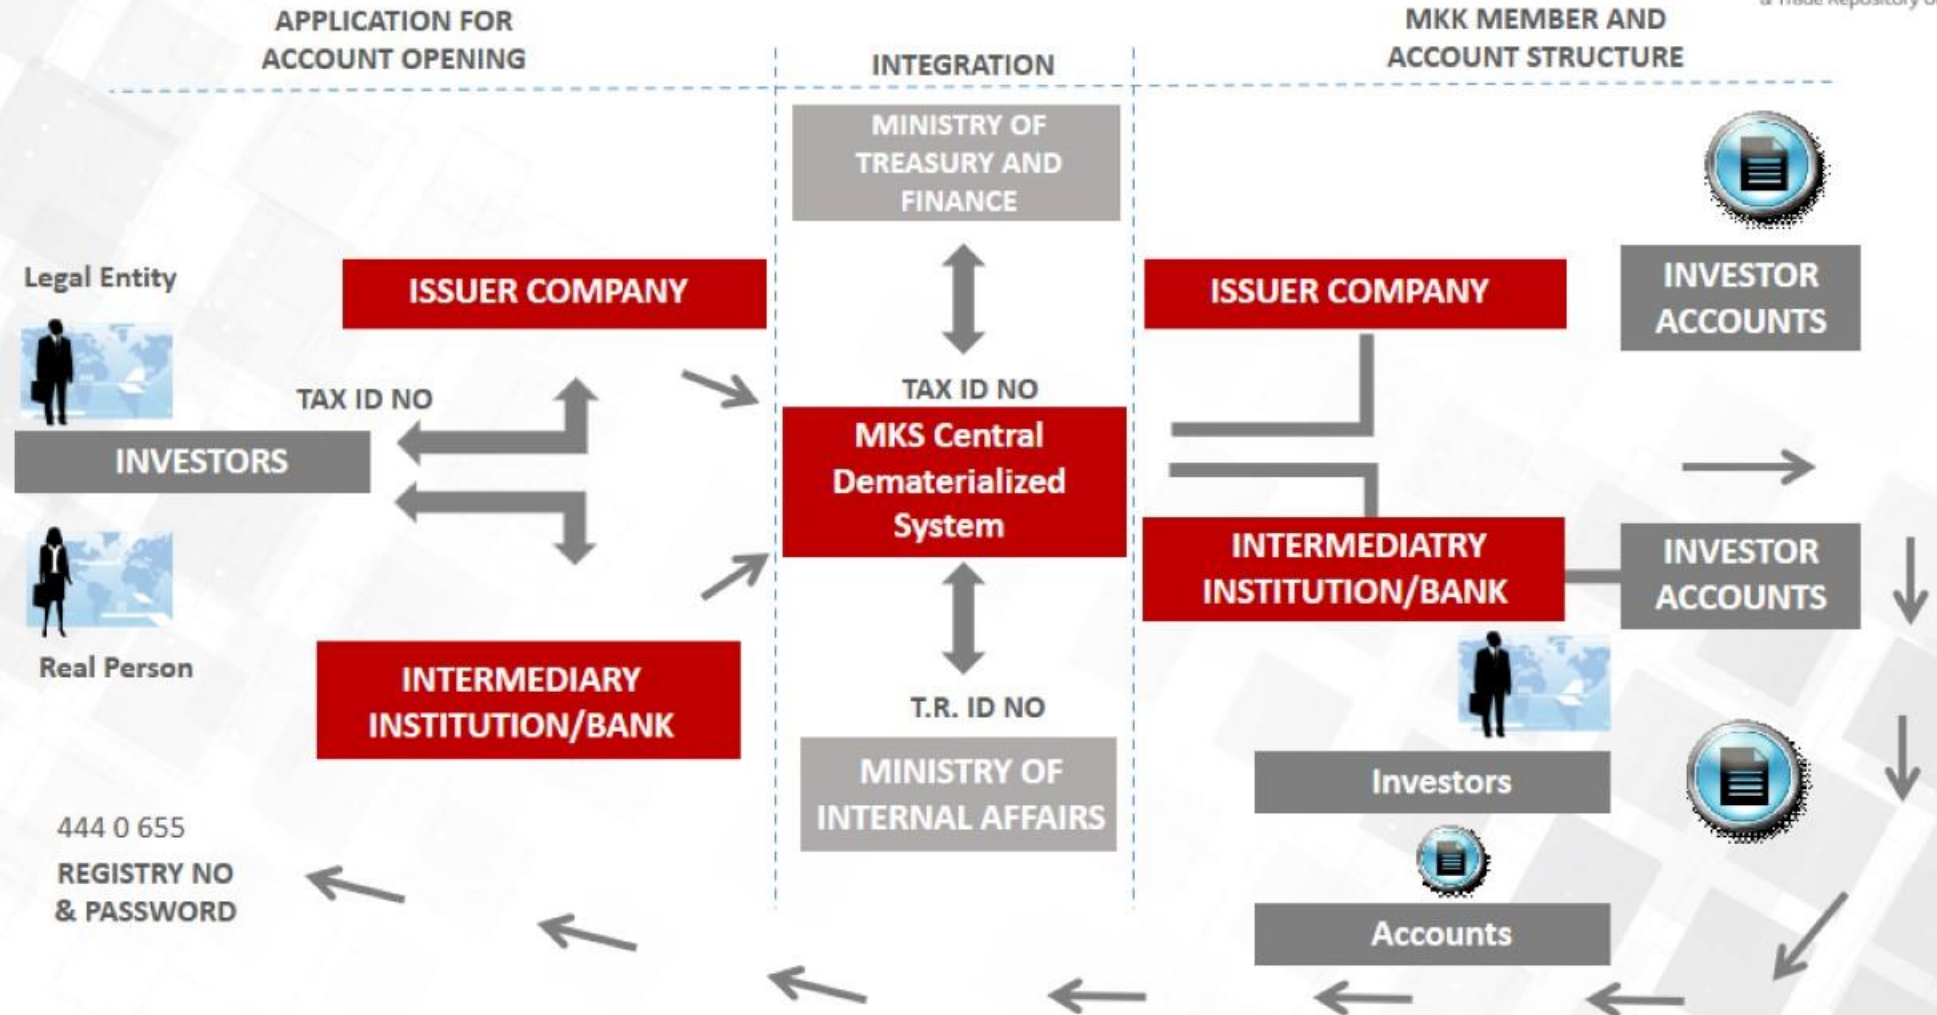 APPLICATION FOR
ACCOUNT OPENING
INTEGRATION
MKK MEMBER AND
ACCOUNT STRUCTURE
& Trade Repository
MINISTRY OF
TREASURY AND
FINANCE
Legal Entity
ISSUER COMPANY
ISSUER COMPANY
INVESTOR
ACCOUNTS
TAX ID NO
TAX ID NO
INVESTORS
MKS Central
Dematerialized
System
INTERMEDIATRY
INSTITUTION/BANK
INVESTOR
ACCOUNTS
Real Person
INTERMEDIARY
INSTITUTION/BANK
T.R. ID NO
MINISTRY OF
INTERNAL AFFAIRS
Investors
Accounts
444 0 655
REGISTRY NO
& PASSWORD